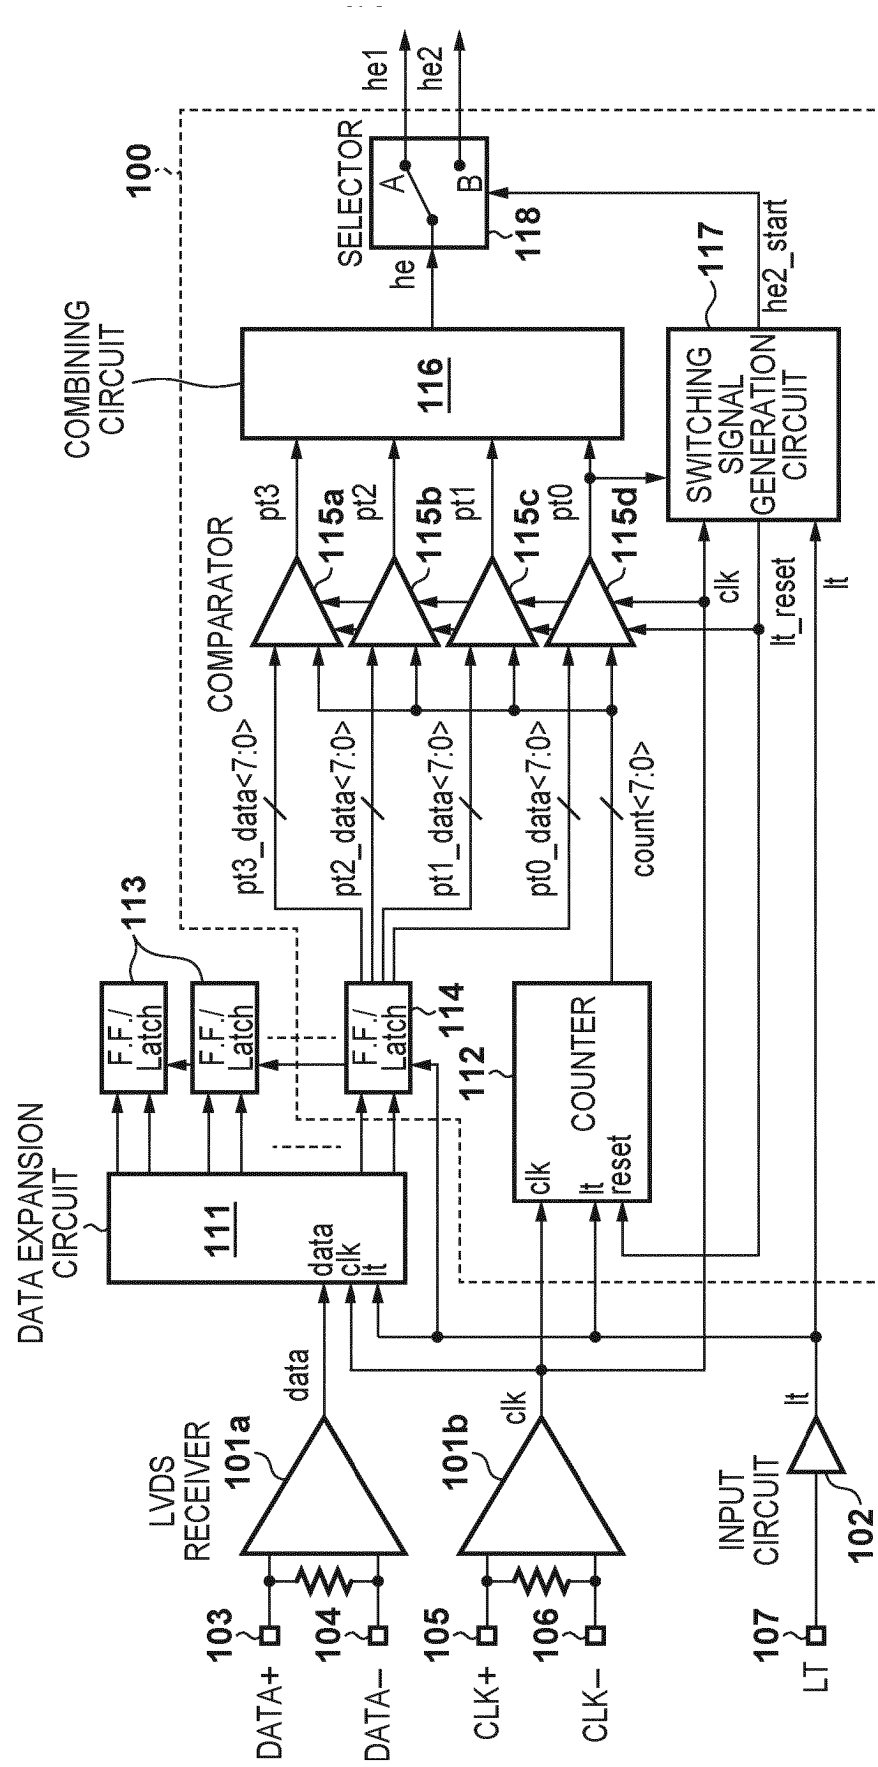 100
he1
he2
SELECTOR
A
B
118
he
COMBINING
CIRCUIT
116
117
he2_start
SWITCHING
SIGNAL
GENERATION
CIRCUIT
pt3
115a
pt2
115b
pt1
115c
pt0
115d
COMPARATOR
clk
lt_reset
lt
pt3_data<7:0>
pt2_data<7:0>
pt1_data<7:0>
pt0_data<7:0>
count<7:0>
113
F.F./
Latch
F.F./
Latch
F.F./
Latch
114
112
COUNTER
clk
lt
reset
DATA EXPANSION
CIRCUIT
111
data
clk
lt
data
clk
lt
LVDS
RECEIVER
101a
101b
INPUT
CIRCUIT
102
103
104
105
106
107
DATA+
DATA−
CLK+
CLK−
LT